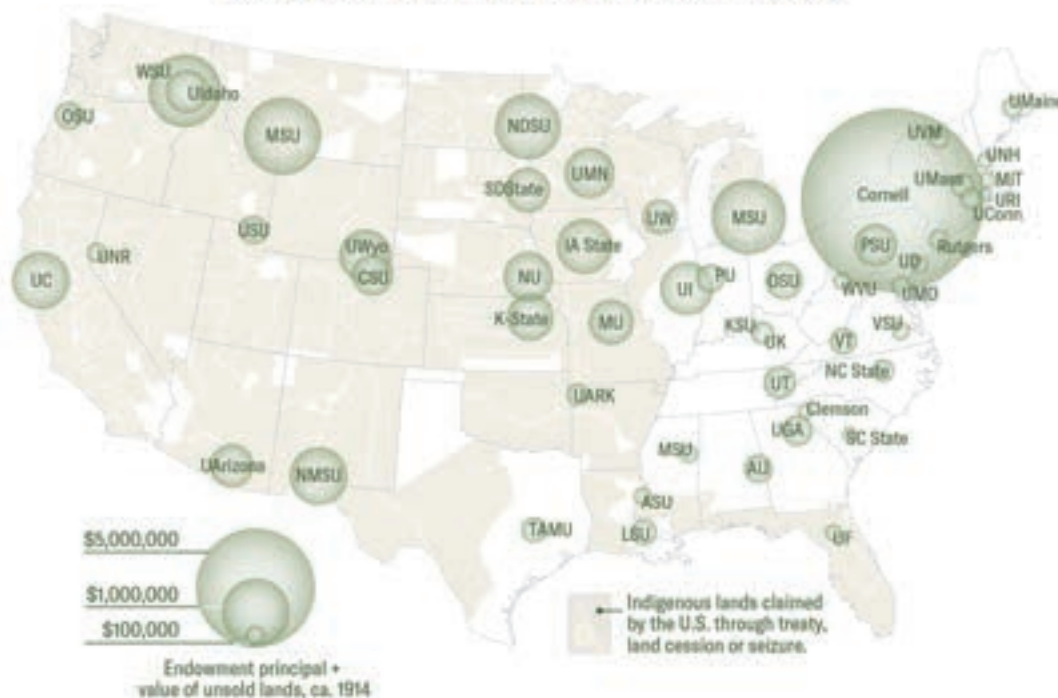 WSU
UIdaho
OSU
MSU
NDSU
UMN
SDState
UW
MSU
Cornell
UVM
UMaine
UNH
UMass
MIT
URI
UConn
PSU
Rutgers
UD
WVU
UMD
USU
UNR
UC
UWyo
CSU
IA State
NU
K-State
MU
UI
PU
OSU
KSU
UK
VT
VSU
NC State
UT
UARK
Clemson
UGA
SC State
MSU
AU
UArizona
NMSU
ASU
LSU
TAMU
UF
$5,000,000
$1,000,000
$100,000
Endowment principal +
value of unsold lands, ca. 1914
Indigenous lands claimed
by the U.S. through treaty,
land cession or seizure.